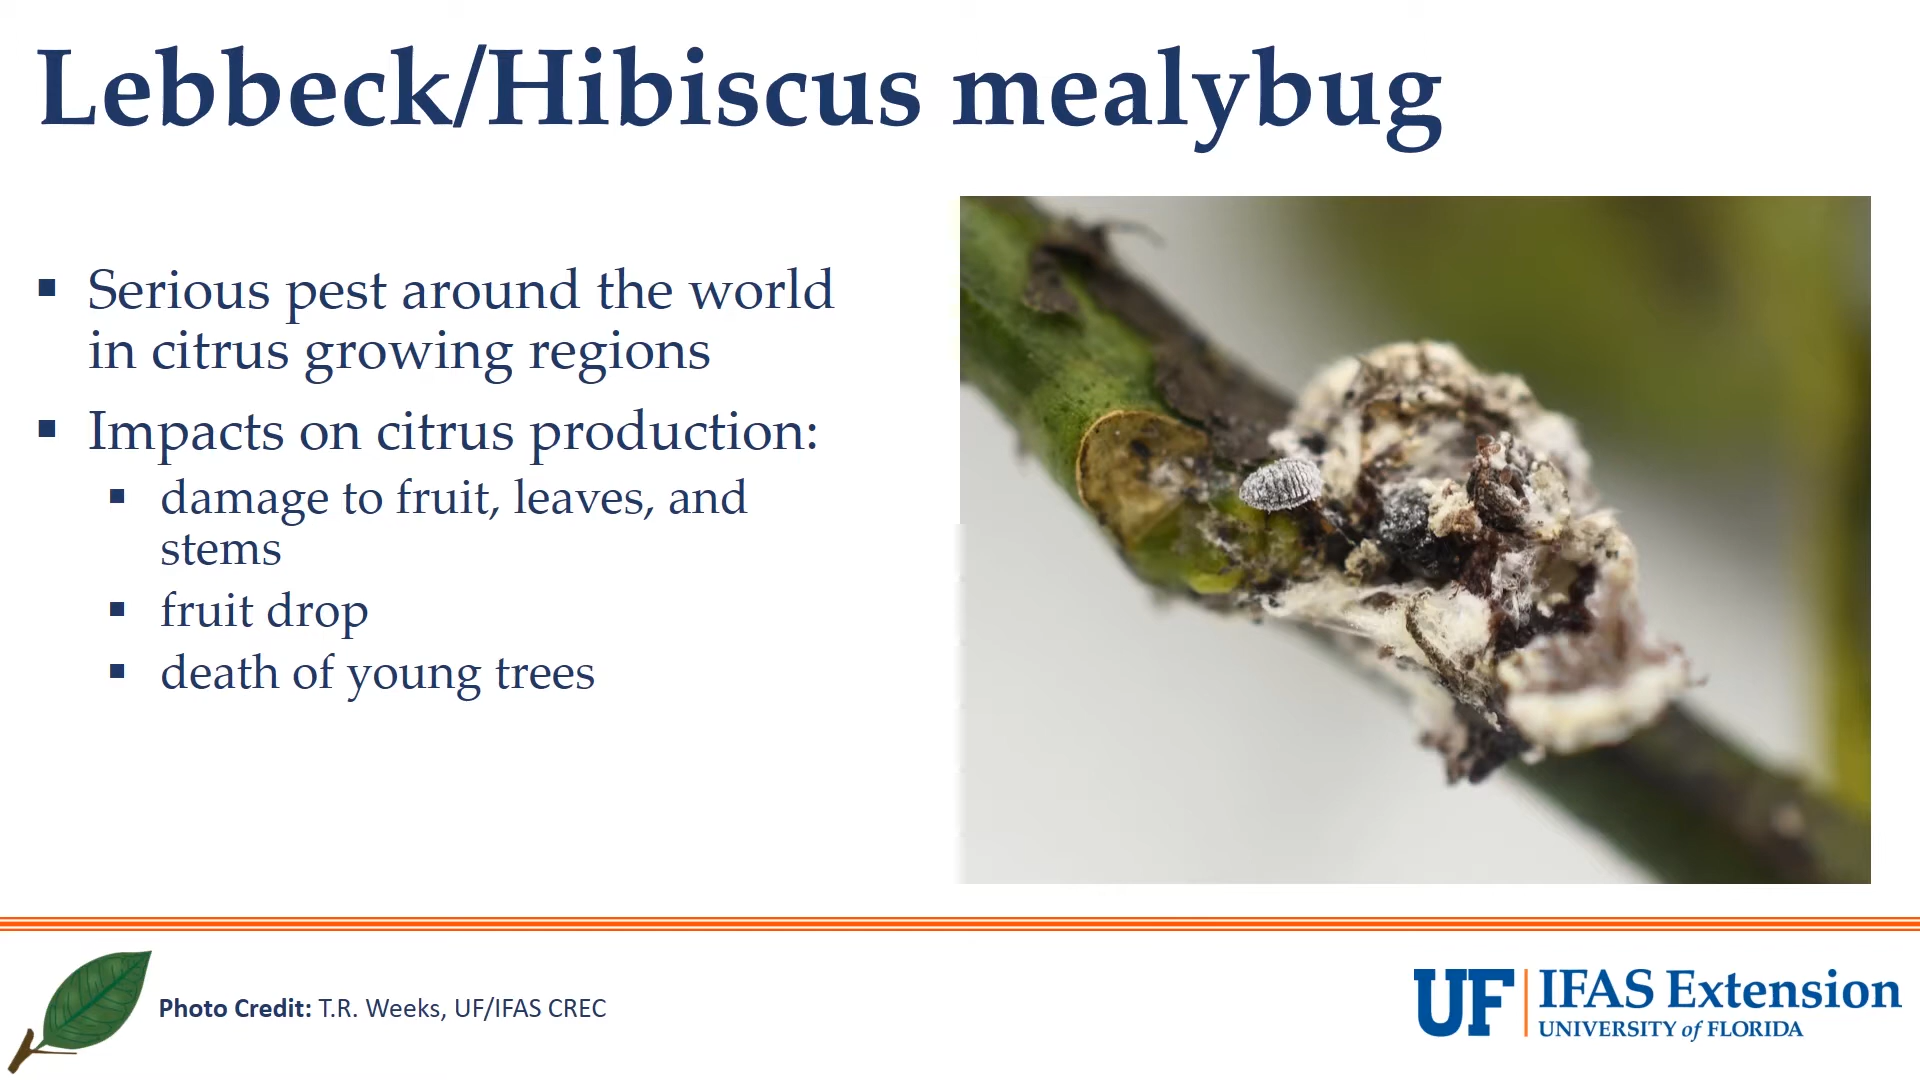 Lebbeck/Hibiscus mealybug
▪ Serious pest around the world
in citrus growing regions
▪ Impacts on citrus production:
▪ damage to fruit, leaves, and
stems
▪ fruit drop
▪ death of young trees
Photo Credit: T.R. Weeks, UF/IFAS CREC
UF | IFAS Extension
UNIVERSITY of FLORIDA